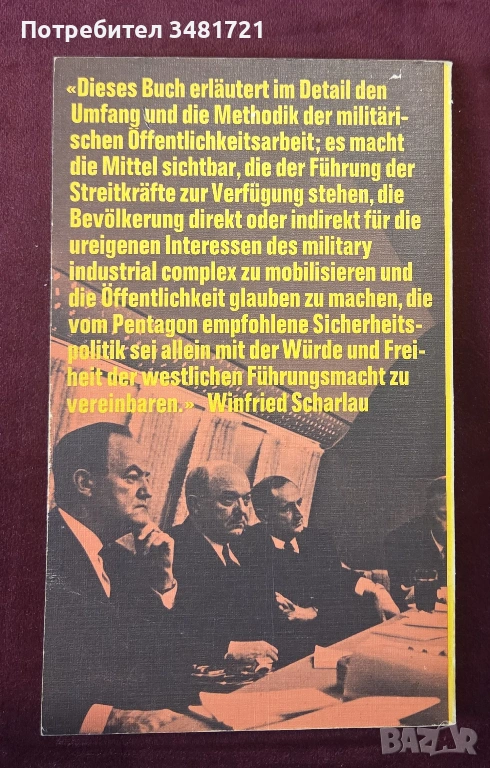 Потребител 3481721
«Dieses Buch erläutert im Detail den
Umfang und die Methodik der militäri-
schen Öffentlichkeitsarbeit; es macht
die Mittel sichtbar, die der Führung der
Streitkräfte zur Verfügung stehen, die
Bevölkerung direkt oder indirekt für die
ureigenen Interessen des military
industrial complex zu mobilisieren und
die Öffentlichkeit glauben zu machen, die
vom Pentagon empfohlene Sicherheits-
politik sei allein mit der Würde und Frei-
heit der westlichen Führungsmacht zu
vereinbaren.» Winfried Scharlau
BAZAR